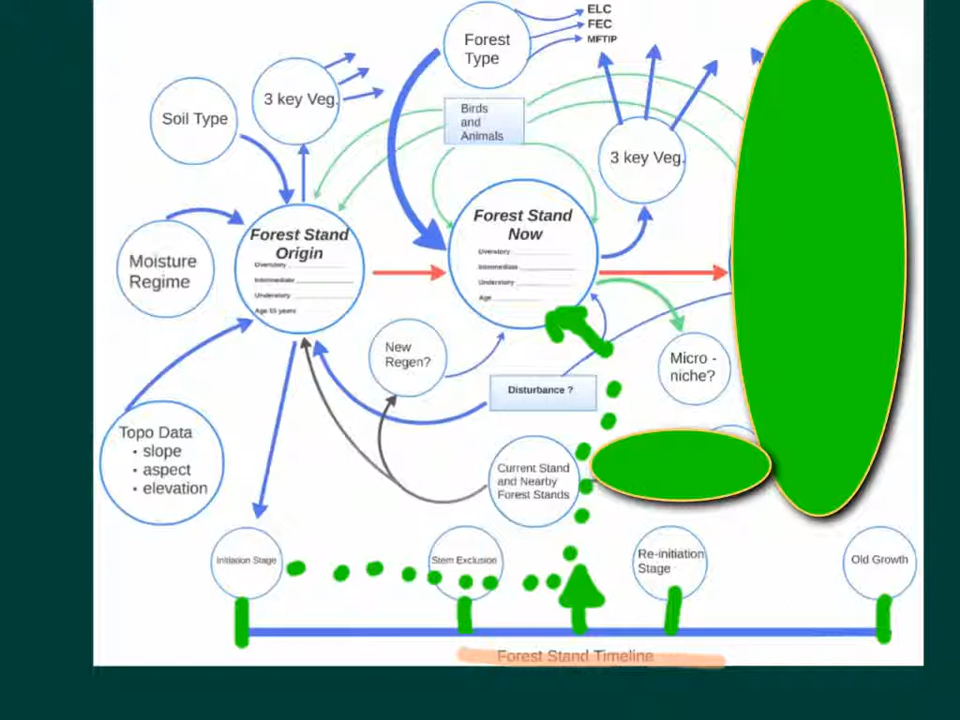 ELC
FEC
MFTIP
Forest
Type
3 key Veg.
Soil Type
Birds
and
Animals
3 key Veg.
Forest Stand
Origin
Overstory
Intermediate
Understory
Age 55 years
Forest Stand
Now
Overstory
Intermediate
Understory
Age
Moisture
Regime
New
Regen?
Micro -
niche?
Disturbance ?
Topo Data
• slope
• aspect
• elevation
Current Stand
and Nearby
Forest Stands
Initiation Stage
Stem Exclusion
Re-initiation
Stage
Old Growth
Forest Stand Timeline